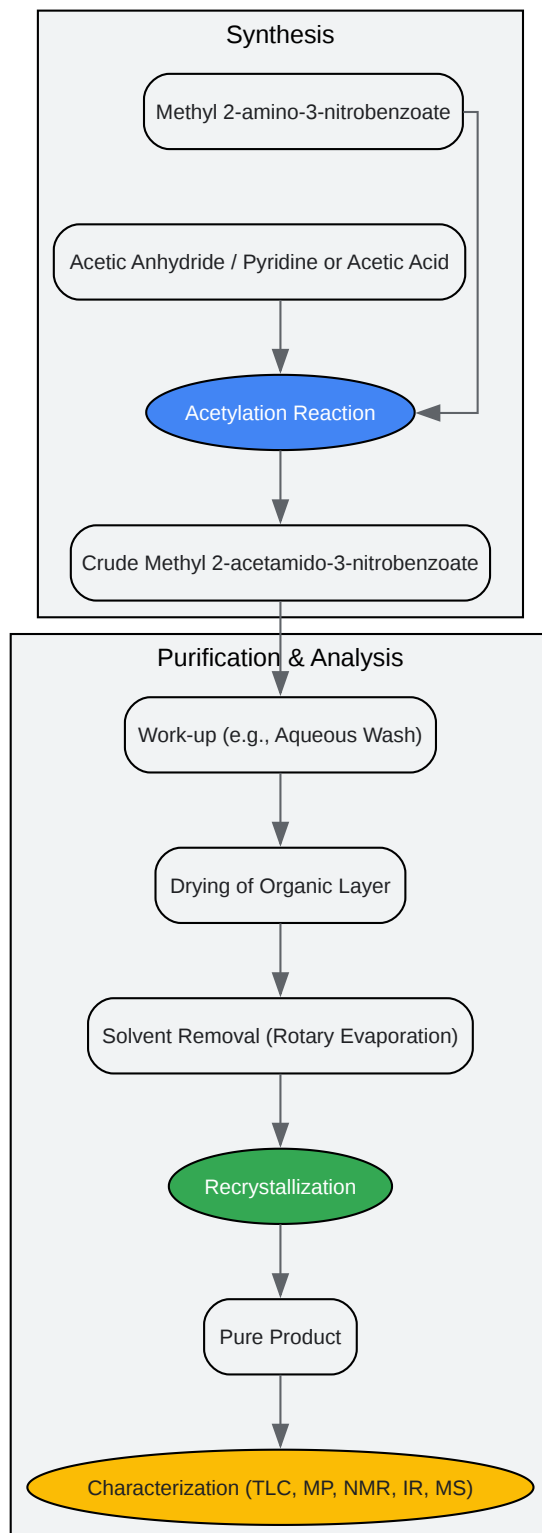 Synthesis
Methyl 2-amino-3-nitrobenzoate
Acetic Anhydride / Pyridine or Acetic Acid
Acetylation Reaction
Crude Methyl 2-acetamido-3-nitrobenzoate
Purification & Analysis
Work-up (e.g., Aqueous Wash)
Drying of Organic Layer
Solvent Removal (Rotary Evaporation)
Recrystallization
Pure Product
Characterization (TLC, MP, NMR, IR, MS)